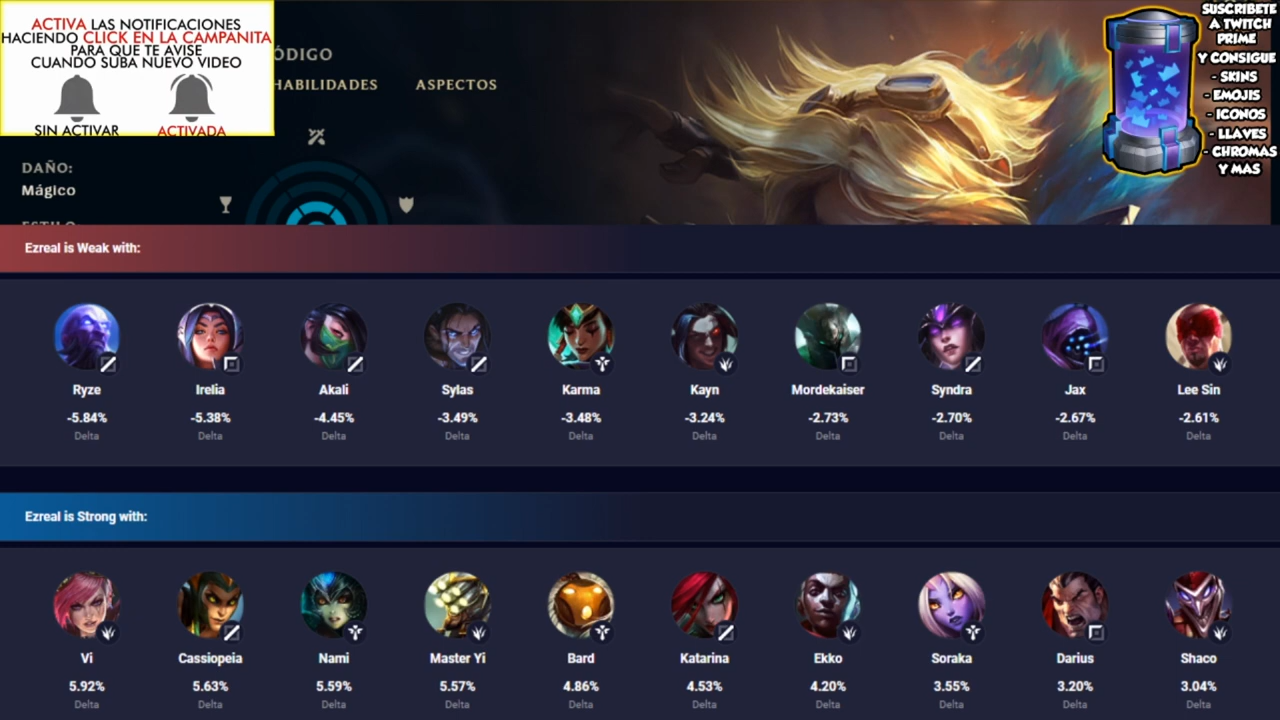 ACTIVA LAS NOTIFICACIONES
HACIENDO CLICK EN LA CAMPANITA
PARA QUE TE AVISE
CUANDO SUBA NUEVO VIDEO
SIN ACTIVAR ACTIVADA
ÓDIGO
HABILIDADES ASPECTOS
DAÑO:
Mágico
SUSCRIBETE
A TWITCH
PRIME
Y CONSIGUE
- SKINS
- EMOJIS
- ICONOS
- LLAVES
- CHROMAS
Y MAS
Ezreal is Weak with:
Ryze Irelia Akali Sylas Karma Kayn Mordekaiser Syndra Jax Lee Sin
-5.84% -5.38% -4.45% -3.49% -3.48% -3.24% -2.73% -2.70% -2.67% -2.61%
Delta Delta Delta Delta Delta Delta Delta Delta Delta Delta
Ezreal is Strong with:
Vi Cassiopeia Nami Master Yi Bard Katarina Ekko Soraka Darius Shaco
5.92% 5.63% 5.59% 5.57% 4.86% 4.53% 4.20% 3.55% 3.20% 3.04%
Delta Delta Delta Delta Delta Delta Delta Delta Delta Delta